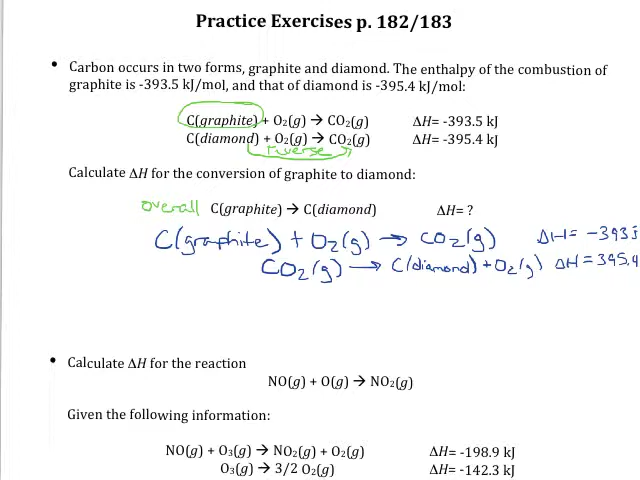 Practice Exercises p. 182/183
• Carbon occurs in two forms, graphite and diamond. The enthalpy of the combustion of
graphite is -393.5 kJ/mol, and that of diamond is -395.4 kJ/mol:
C(graphite) + O₂(g) → CO₂(g) ΔH= -393.5 kJ
C(diamond) + O₂(g) → CO₂(g) ΔH= -395.4 kJ
reverse
Calculate ΔH for the conversion of graphite to diamond:
overall C(graphite) → C(diamond) ΔH= ?
C(graphite) + O₂(g) → CO₂(g) ΔH = -393.5
CO₂(g) → C(diamond) + O₂(g) ΔH = 395.4
• Calculate ΔH for the reaction
NO(g) + O(g) → NO₂(g)
Given the following information:
NO(g) + O₃(g) → NO₂(g) + O₂(g) ΔH= -198.9 kJ
O₃(g) → 3/2 O₂(g) ΔH= -142.3 kJ